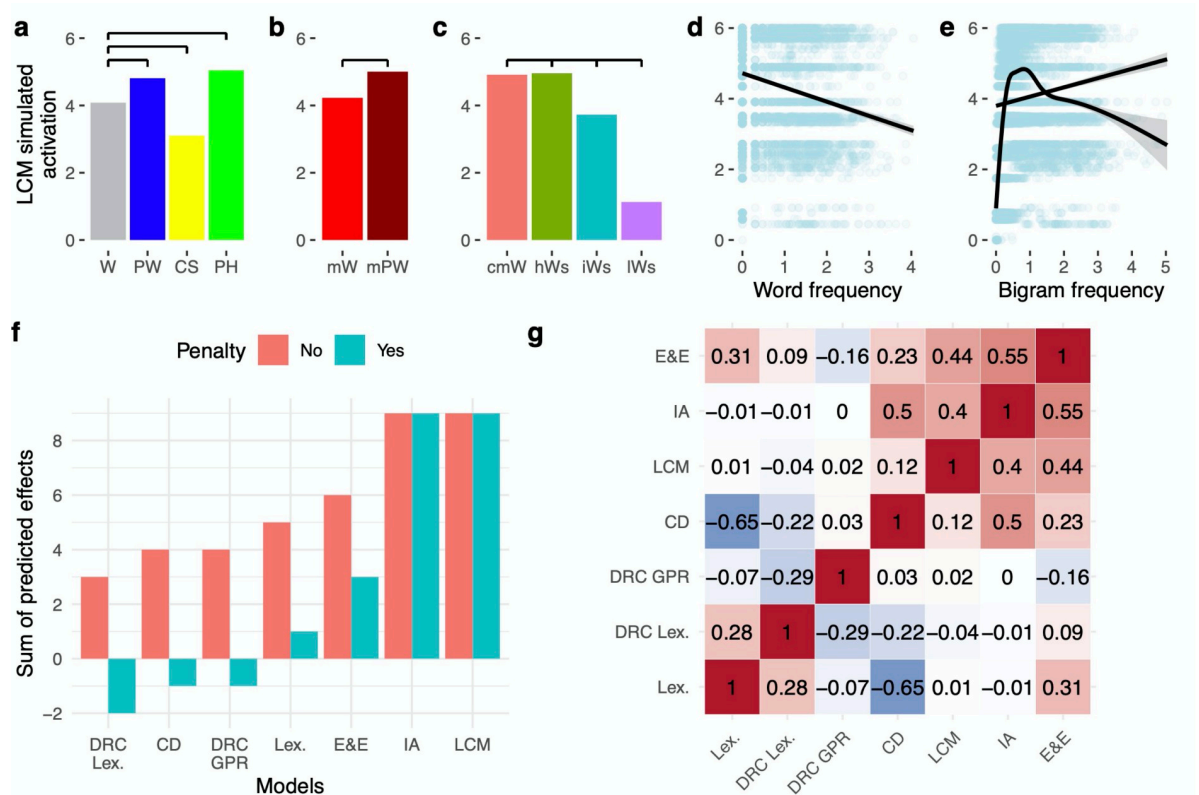 a
b
c
d
e
LCM simulated
activation
6
4
2
0
W PW CS PH
6
4
2
0
mW mPW
6
4
2
0
cmW hWs iWs lWs
6
4
2
0
0 1 2 3 4
Word frequency
6
4
2
0
0 1 2 3 4 5
Bigram frequency
f
Penalty No Yes
Sum of predicted effects
8
6
4
2
0
−2
DRC
Lex.
CD
DRC
GPR
Lex.
E&E
IA
LCM
Models
g
E&E 0.31 0.09 −0.16 0.23 0.44 0.55 1
IA −0.01 −0.01 0 0.5 0.4 1 0.55
LCM 0.01 −0.04 0.02 0.12 1 0.4 0.44
CD −0.65 −0.22 0.03 1 0.12 0.5 0.23
DRC GPR −0.07 −0.29 1 0.03 0.02 0 −0.16
DRC Lex. 0.28 1 −0.29 −0.22 −0.04 −0.01 0.09
Lex. 1 0.28 −0.07 −0.65 0.01 −0.01 0.31
Lex. DRC Lex. DRC GPR CD LCM IA E&E